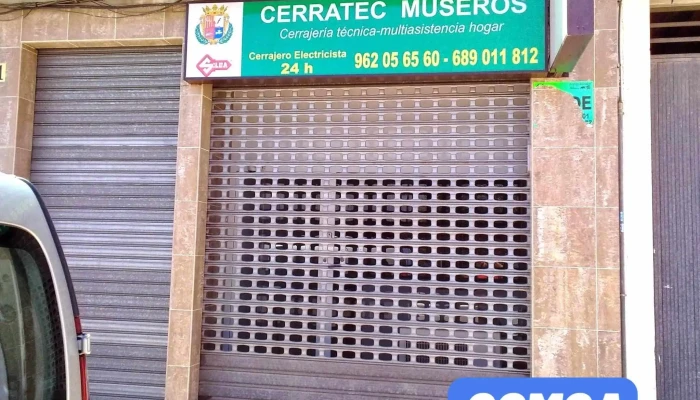 CERRATEC MUSEROS
Cerrajería técnica-multiasistencia hogar
Cerrajero Electricista
24 h
962 05 65 60 - 689 011 812